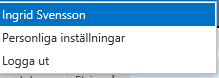 Ingrid Svensson
Personliga inställningar
Logga ut